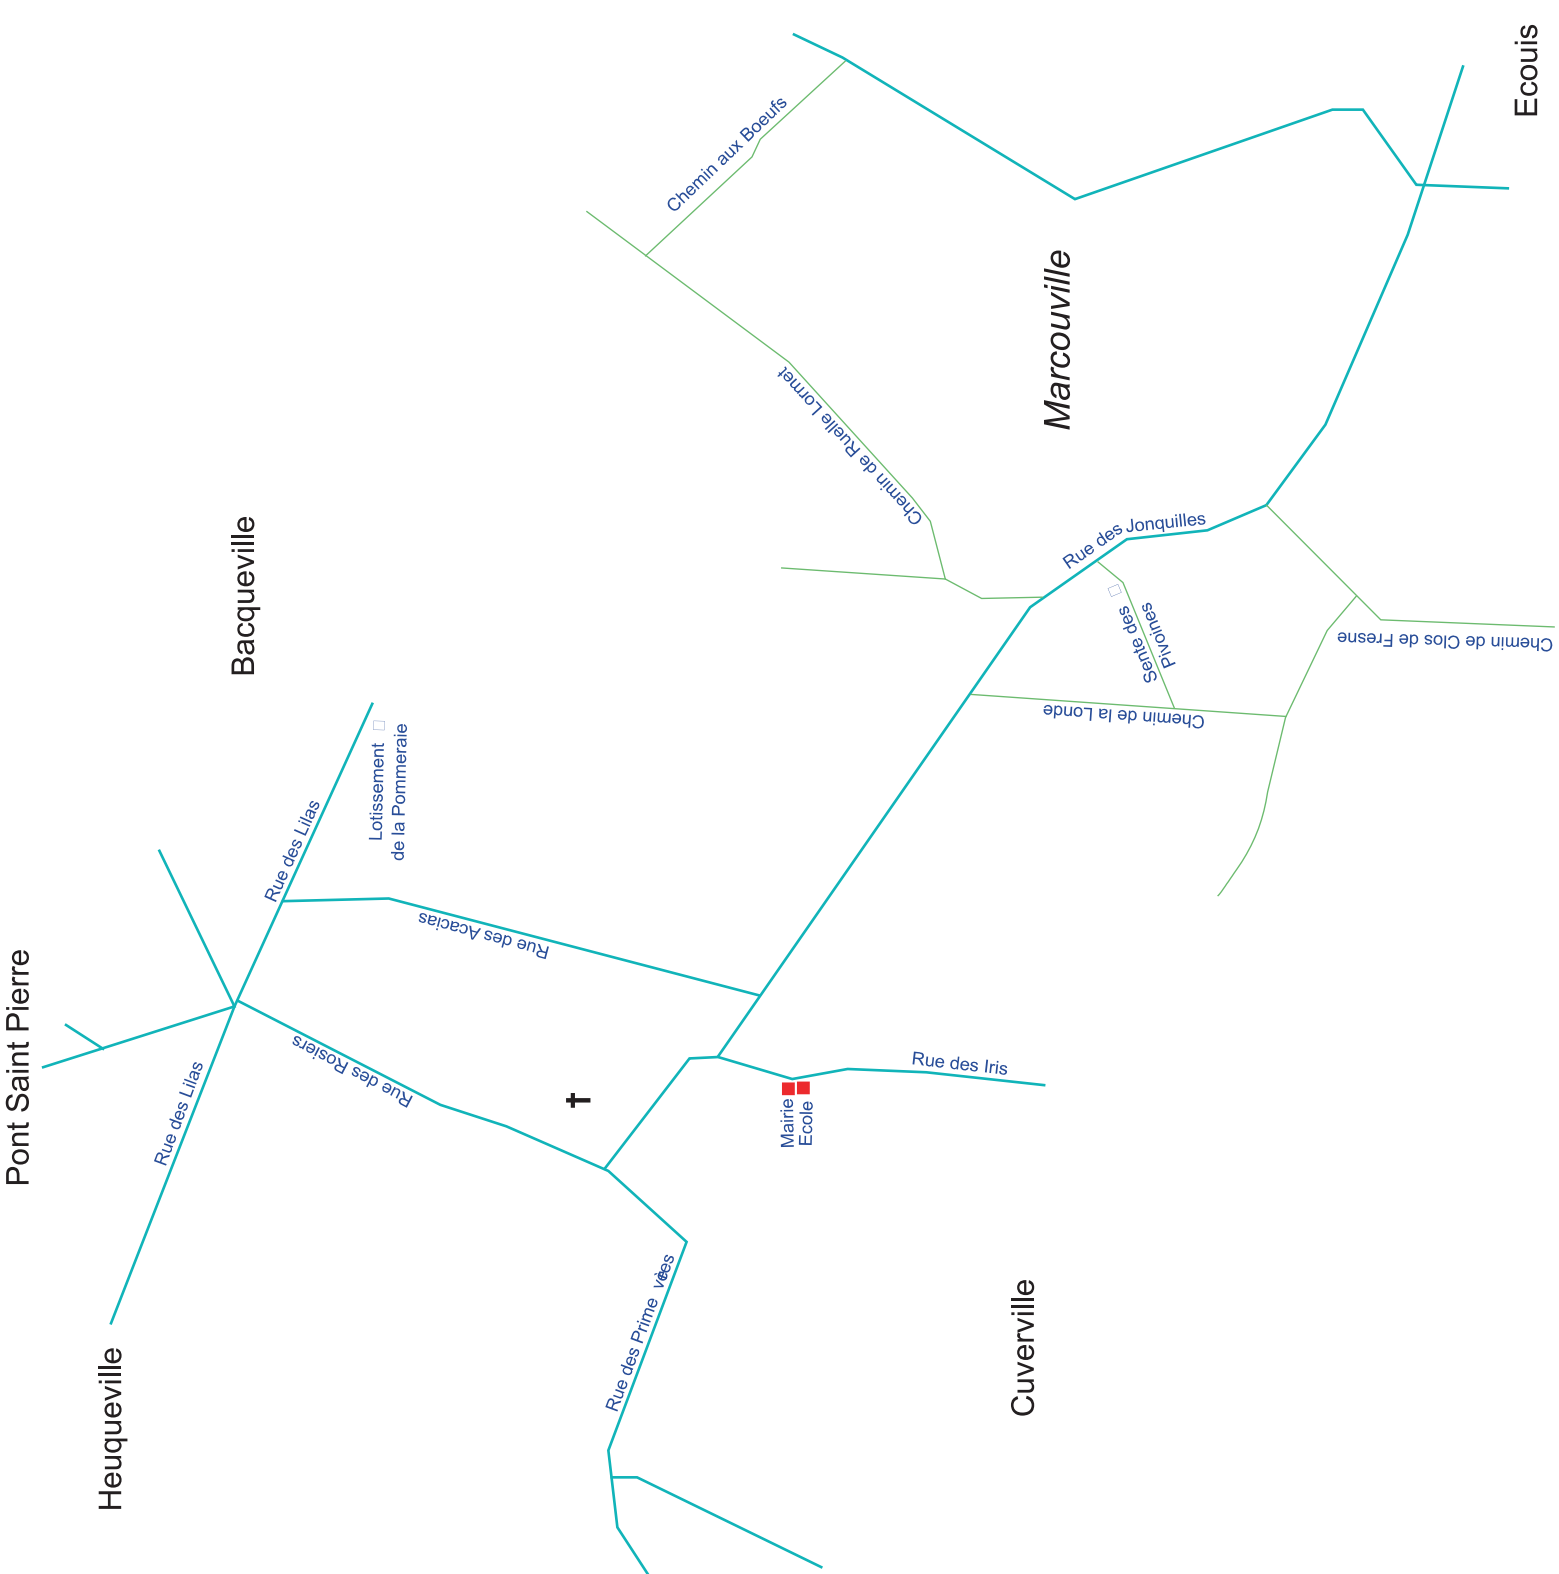 Pont Saint Pierre
Heuqueville
Bacqueville
Rue des Lilas
Rue des Lilas
Lotissement
de la Pommeraie
Rue des Acacias
Rue des Rosiers
Mairie
Ecole
Rue des Iris
Rue des Primevères
Cuverville
Chemin aux Boeufs
Chemin de Ruelle Lormet
Marcouville
Ecouis
Rue des Jonquilles
Sente des
Pivoines
Chemin de la Londe
Chemin de Clos de Fresne